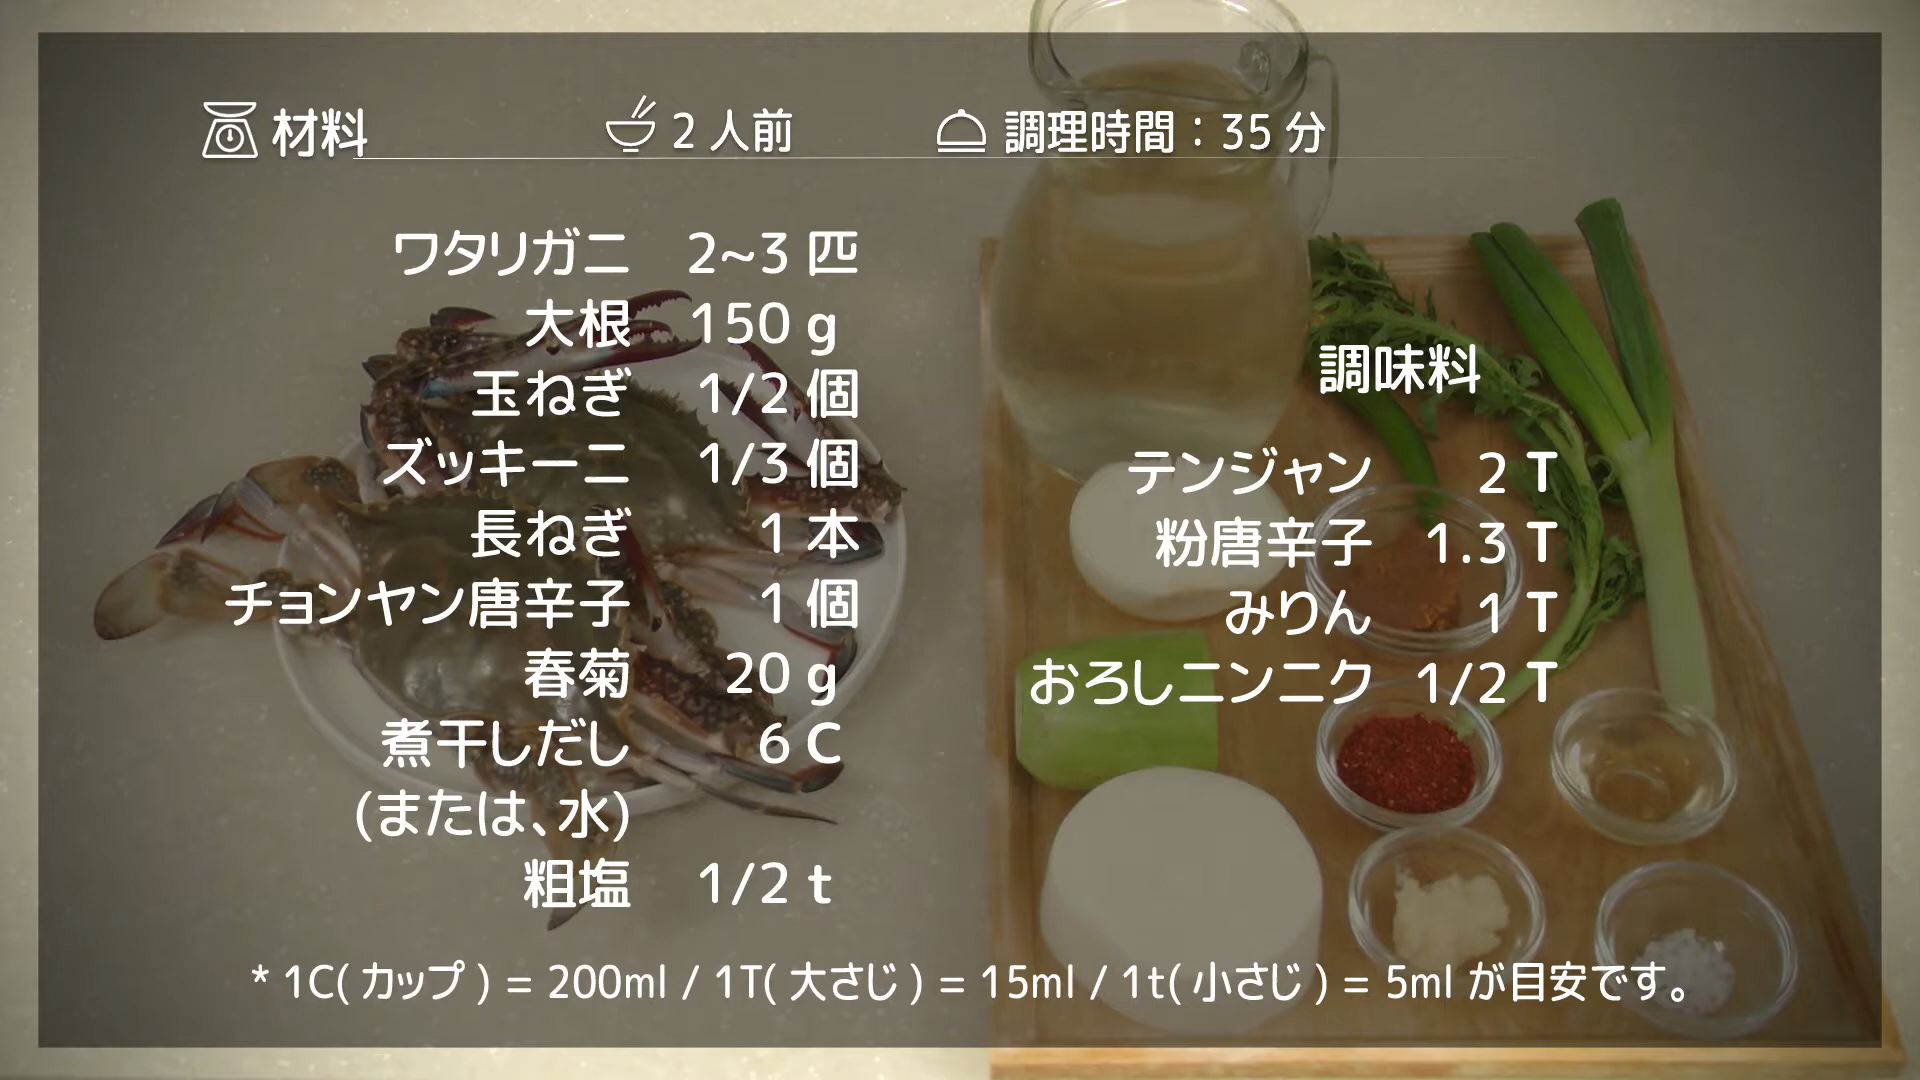 材料 2 人前 調理時間：35 分
ワタリガニ 2~3 匹
大根 150 g
玉ねぎ 1/2 個
ズッキーニ 1/3 個
長ねぎ 1 本
チョンヤン唐辛子 1 個
春菊 20 g
煮干しだし 6 C
(または、水)
粗塩 1/2 t
調味料
テンジャン 2 T
粉唐辛子 1.3 T
みりん 1 T
おろしニンニク 1/2 T
* 1C( カップ ) = 200ml / 1T( 大さじ ) = 15ml / 1t( 小さじ ) = 5ml が目安です。